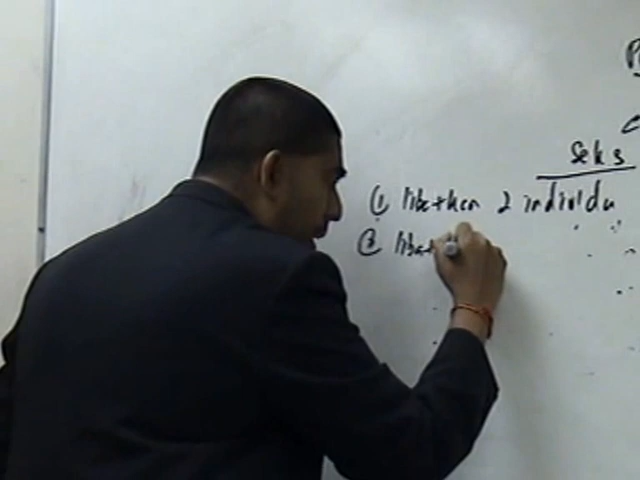 Seks
① libatkan 2 individu
② libat